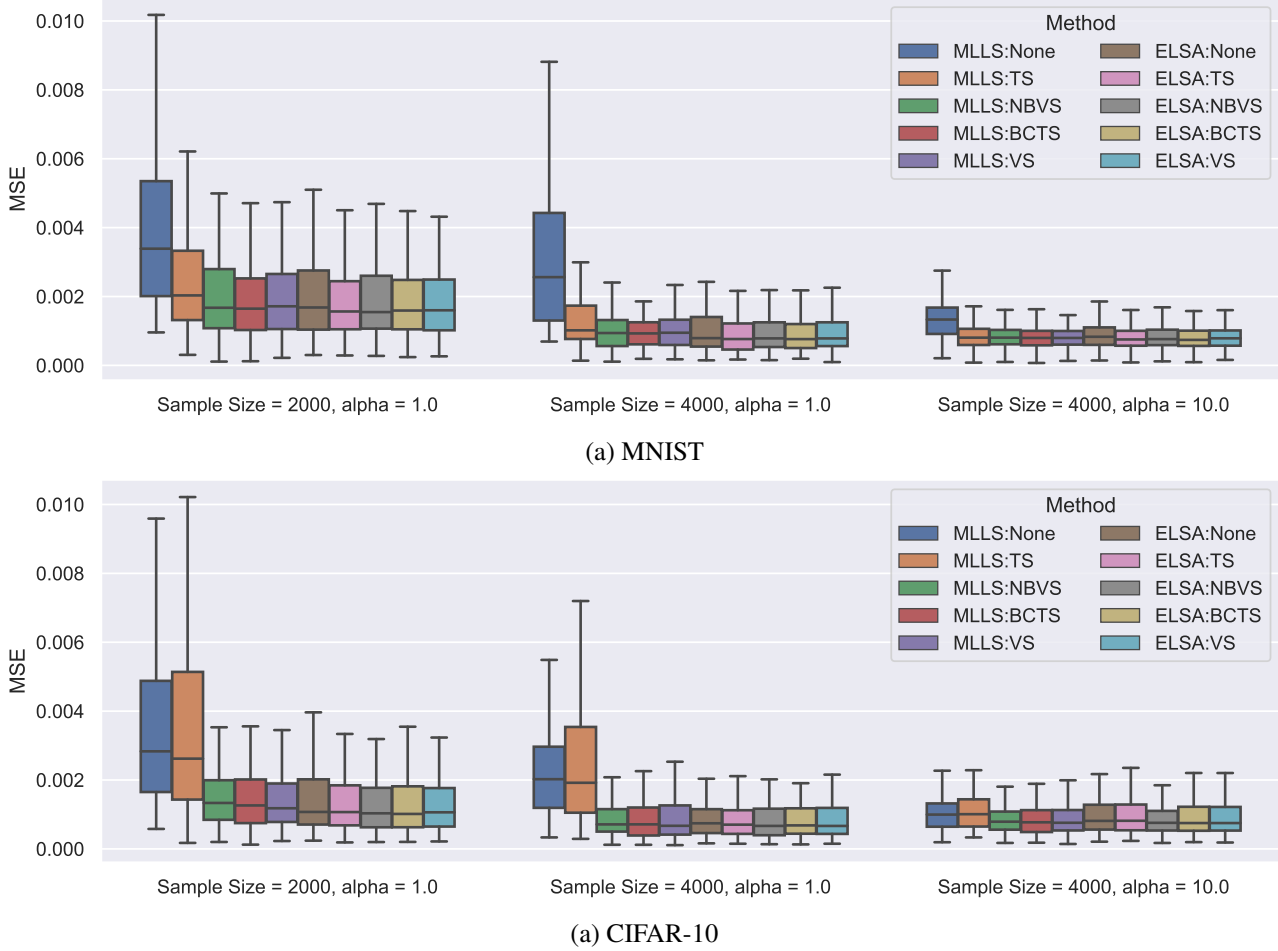 0.010
0.008
0.006
0.004
0.002
0.000
MSE
Method
MLLS:None ELSA:None
MLLS:TS ELSA:TS
MLLS:NBVS ELSA:NBVS
MLLS:BCTS ELSA:BCTS
MLLS:VS ELSA:VS
Sample Size = 2000, alpha = 1.0 Sample Size = 4000, alpha = 1.0 Sample Size = 4000, alpha = 10.0
(a) MNIST
0.010
0.008
0.006
0.004
0.002
0.000
MSE
Method
MLLS:None ELSA:None
MLLS:TS ELSA:TS
MLLS:NBVS ELSA:NBVS
MLLS:BCTS ELSA:BCTS
MLLS:VS ELSA:VS
Sample Size = 2000, alpha = 1.0 Sample Size = 4000, alpha = 1.0 Sample Size = 4000, alpha = 10.0
(a) CIFAR-10